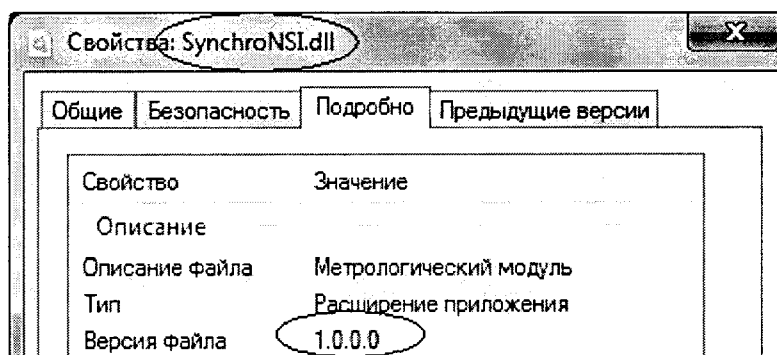 Свойства: SynchroNSI.dll
Общие Безопасность Подробно Предыдущие версии
Свойство Значение
Описание
Описание файла Метрологический модуль
Тип Расширение приложения
Версия файла 1.0.0.0